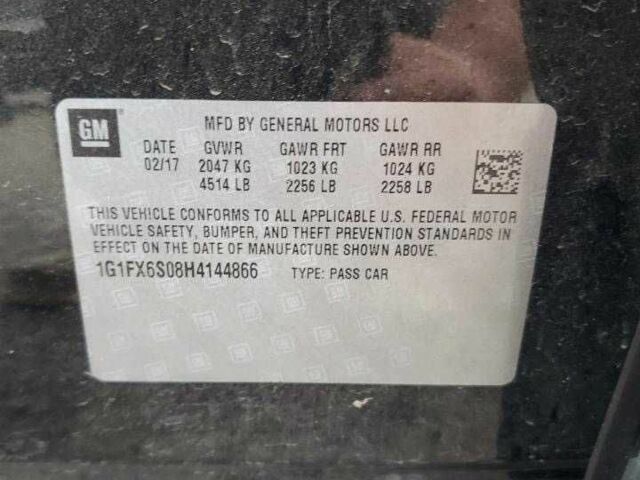 GM
MFD BY GENERAL MOTORS LLC
DATE GVWR GAWR FRT GAWR RR
02/17 2047 KG 1023 KG 1024 KG
4514 LB 2256 LB 2258 LB
THIS VEHICLE CONFORMS TO ALL APPLICABLE U.S. FEDERAL MOTOR
VEHICLE SAFETY, BUMPER, AND THEFT PREVENTION STANDARDS IN
EFFECT ON THE DATE OF MANUFACTURE SHOWN ABOVE.
1G1FX6S08H4144866 TYPE: PASS CAR